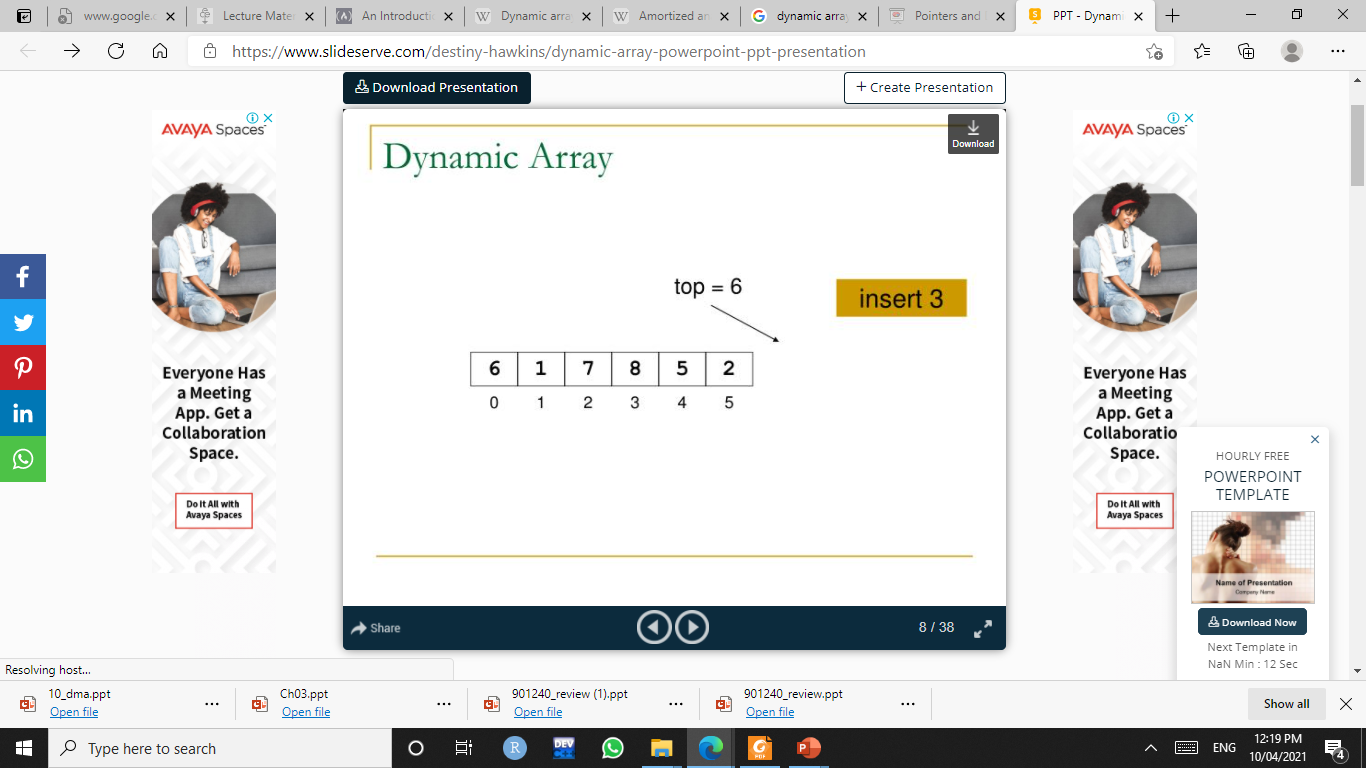 www.google.
Lecture Mate
An Introducti
Dynamic arra
Amortized an
dynamic array
Pointers and
PPT - Dynami
https://www.slideserve.com/destiny-hawkins/dynamic-array-powerpoint-ppt-presentation
Download Presentation
+ Create Presentation
AVAYA Spaces
Everyone Has
a Meeting
App. Get a
Collaboration
Space.
Do It All with
Avaya Spaces
Dynamic Array
Download
top = 6
insert 3
6 1 7 8 5 2
0 1 2 3 4 5
Share
8 / 38
AVAYA Spaces
Everyone Has
a Meeting
App. Get a
Collaboratio
Space.
Do It All with
Avaya Spaces
HOURLY FREE
POWERPOINT
TEMPLATE
Name of Presentation
Company Name
Download Now
Next Template in
NaN Min : 12 Sec
Resolving host...
10_dma.ppt
Open file
Ch03.ppt
Open file
901240_review (1).ppt
Open file
901240_review.ppt
Open file
Show all
Type here to search
R
DEV
PDF
P
ENG
12:19 PM
10/04/2021
4